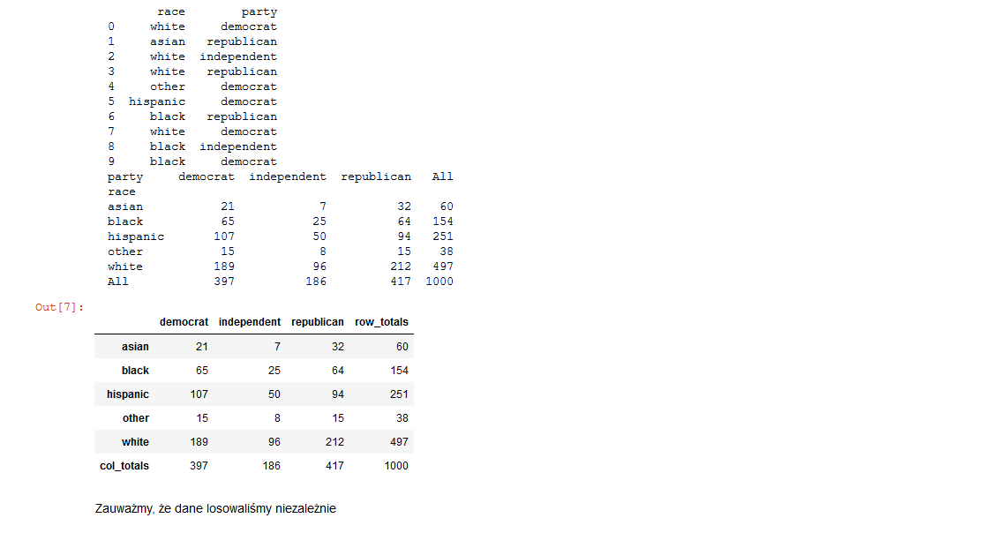 race party
0 white democrat
1 asian republican
2 white independent
3 white republican
4 other democrat
5 hispanic democrat
6 black republican
7 white democrat
8 black independent
9 black democrat
party democrat independent republican All
race
asian 21 7 32 60
black 65 25 64 154
hispanic 107 50 94 251
other 15 8 15 38
white 189 96 212 497
All 397 186 417 1000
Out[7]:
democrat independent republican row_totals
asian 21 7 32 60
black 65 25 64 154
hispanic 107 50 94 251
other 15 8 15 38
white 189 96 212 497
col_totals 397 186 417 1000
Zauważmy, że dane losowaliśmy niezależnie